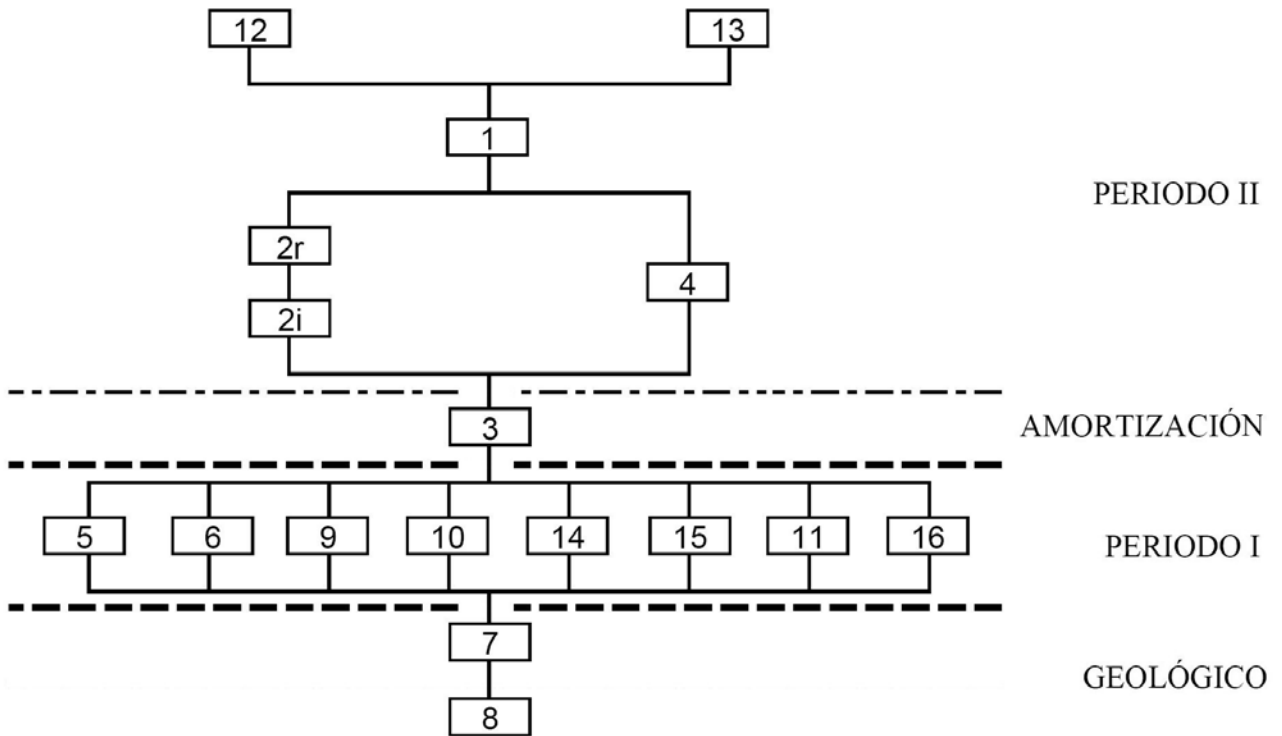 12 13
1
PERIODO II
2r
4
2i
3
AMORTIZACIÓN
5 6 9 10 14 15 11 16
PERIODO I
7
GEOLÓGICO
8